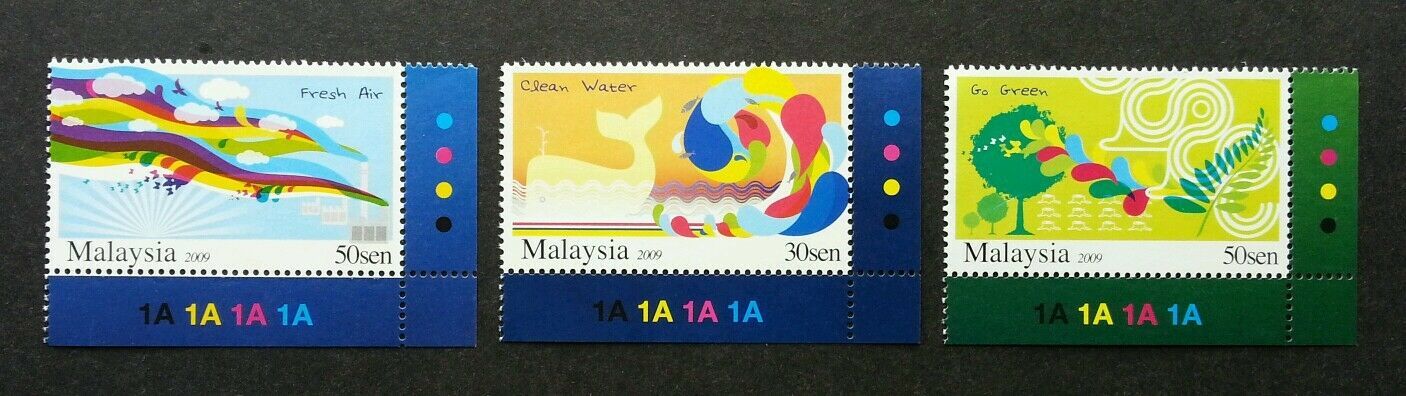 Fresh Air
Malaysia 2009 50sen
1A 1A 1A 1A
Clean Water
Malaysia 2009 30sen
1A 1A 1A 1A
Go Green
Malaysia 2009 50sen
1A 1A 1A 1A